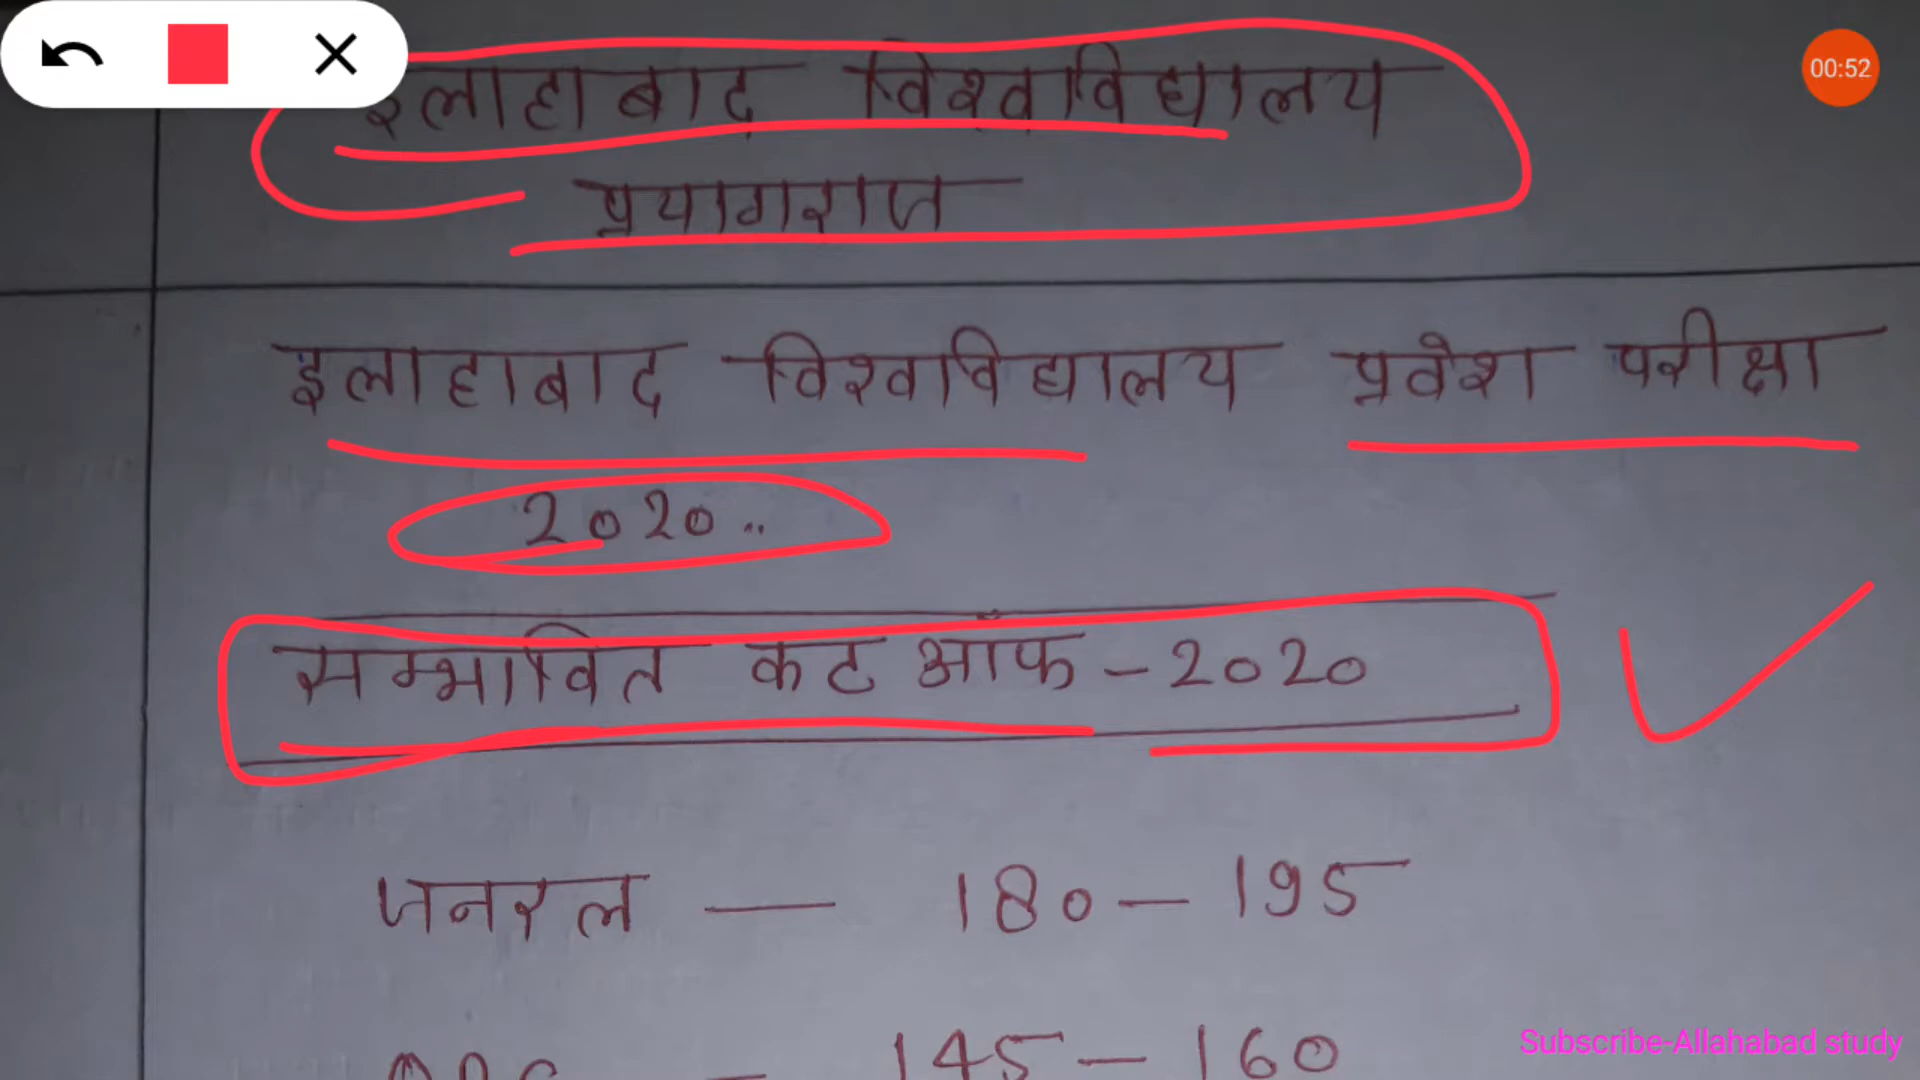 00:52
इलाहाबाद विश्वविद्यालय
प्रयागराज
इलाहाबाद विश्वविद्यालय प्रवेश परीक्षा
2020..
सम्भावित कट ऑफ - 2020
जनरल — 180 - 195
— 145 - 160
Subscribe-Allahabad study